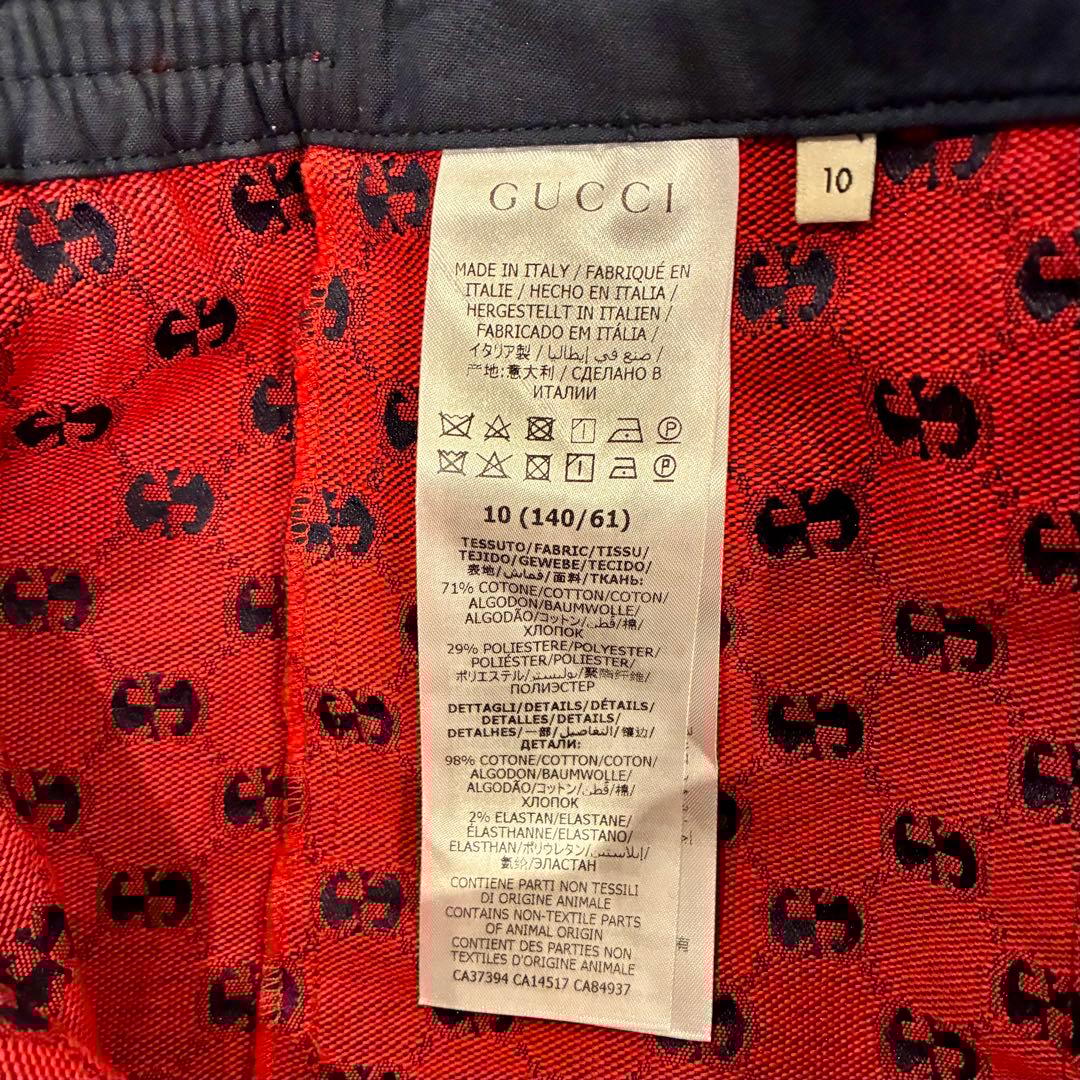 GUCCI
10
MADE IN ITALY / FABRIQUÉ EN
ITALIE / HECHO EN ITALIA /
HERGESTELLT IN ITALIEN /
FABRICADO EM ITÁLIA /
イタリア製 / صنع في إيطاليا /
产地:意大利 / СДЕЛАНО В
ИТАЛИИ
10 (140/61)
TESSUTO/FABRIC/TISSU/
TEJIDO/GEWEBE/TECIDO/
表地/قماش/面料/ТКАНЬ:
71% COTONE/COTTON/COTON/
ALGODON/BAUMWOLLE/
ALGODÃO/コットン/قطن/棉/
ХЛОПОК
29% POLIESTERE/POLYESTER/
POLIÉSTER/POLIESTER/
ポリエステル/بوليستر/聚酯纤维/
ПОЛИЭСТЕР
DETTAGLI/DETAILS/DÉTAILS/
DETALLES/DETAILS/
DETALHES/一部/التفاصيل/镶边/
ДЕТАЛИ:
98% COTONE/COTTON/COTON/
ALGODON/BAUMWOLLE/
ALGODÃO/コットン/قطن/棉/
ХЛОПОК
2% ELASTAN/ELASTANE/
ÉLASTHANNE/ELASTANO/
ELASTHAN/ポリウレタン/إيلاستين/
氨纶/ЭЛАСТАН
CONTIENE PARTI NON TESSILI
DI ORIGINE ANIMALE
CONTAINS NON-TEXTILE PARTS
OF ANIMAL ORIGIN
CONTIENT DES PARTIES NON
TEXTILES D'ORIGINE ANIMALE
CA37394 CA14517 CA84937
有